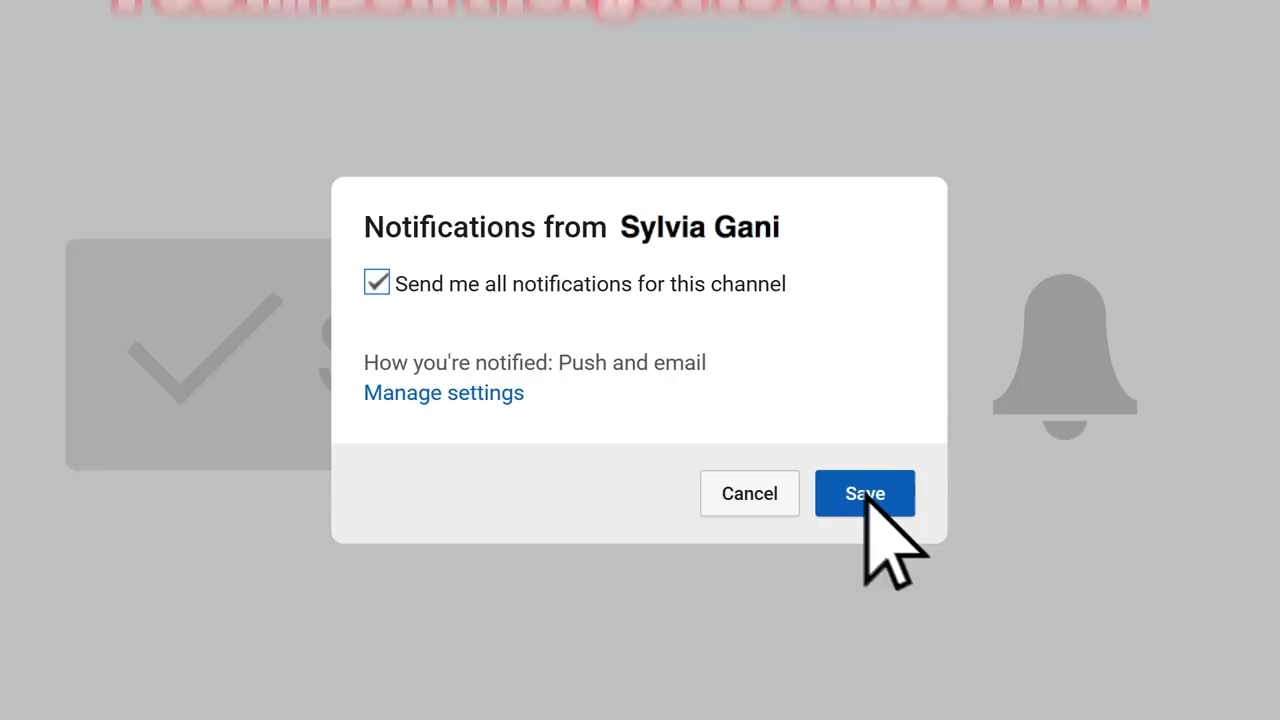 Notifications from Sylvia Gani
Send me all notifications for this channel
How you're notified: Push and email
Manage settings
Cancel
Save